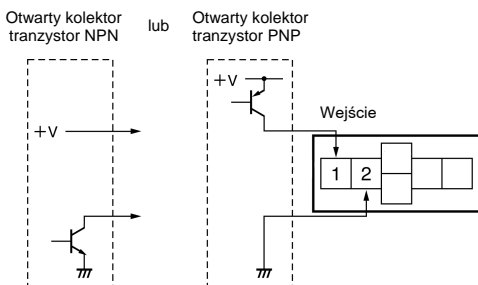 Otwarty kolektor
tranzystor NPN
lub
Otwarty kolektor
tranzystor PNP
+V
Wejście
+V
1 2